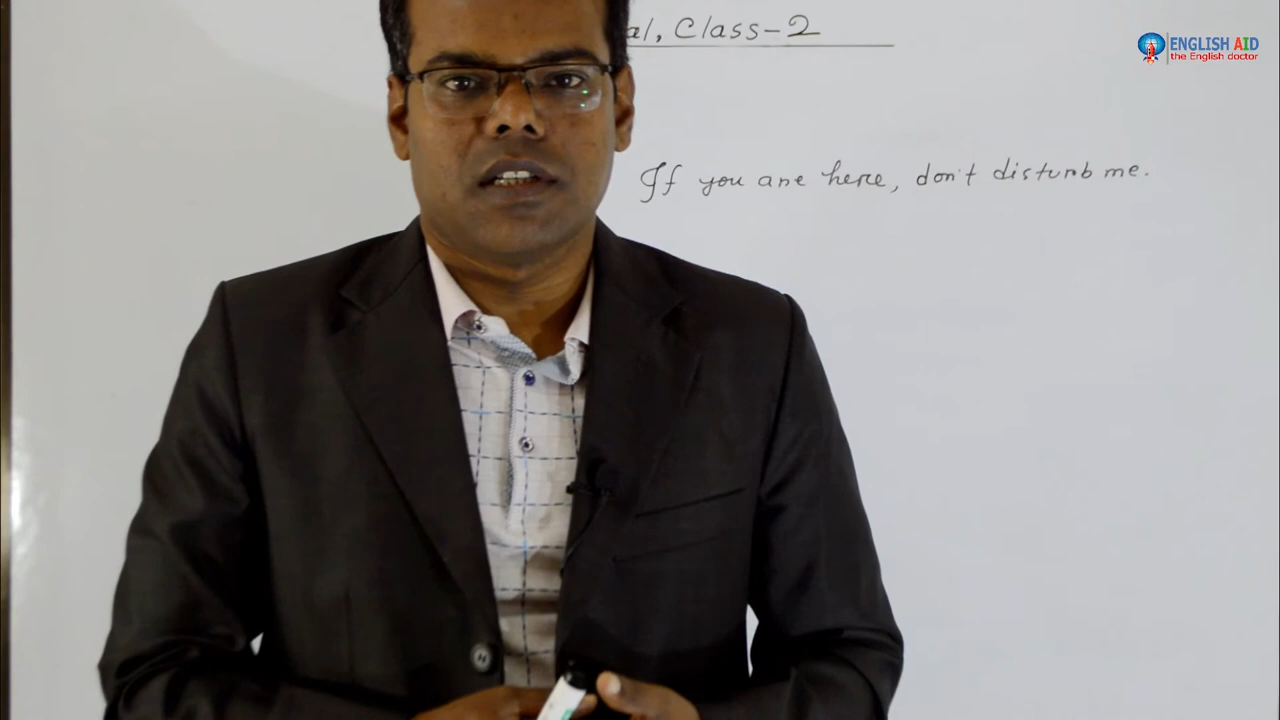 al, Class-2
ENGLISH AID
the English doctor
If you are here, don't disturb me.